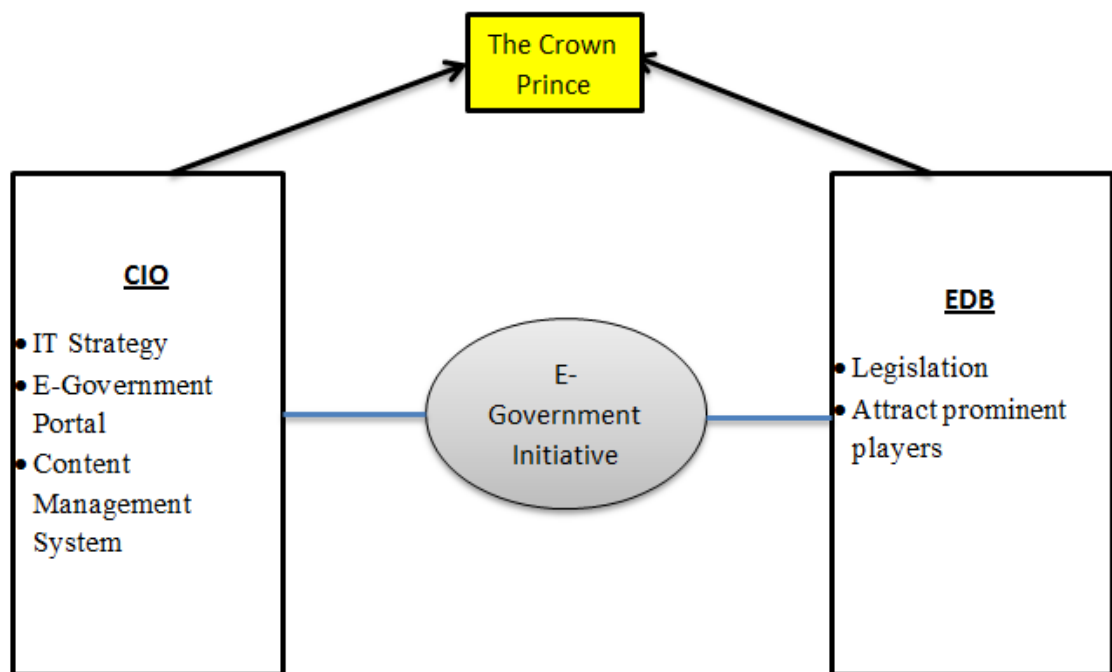 The Crown
Prince
CIO
• IT Strategy
• E-Government
Portal
• Content
Management
System
E-
Government
Initiative
EDB
• Legislation
• Attract prominent
players